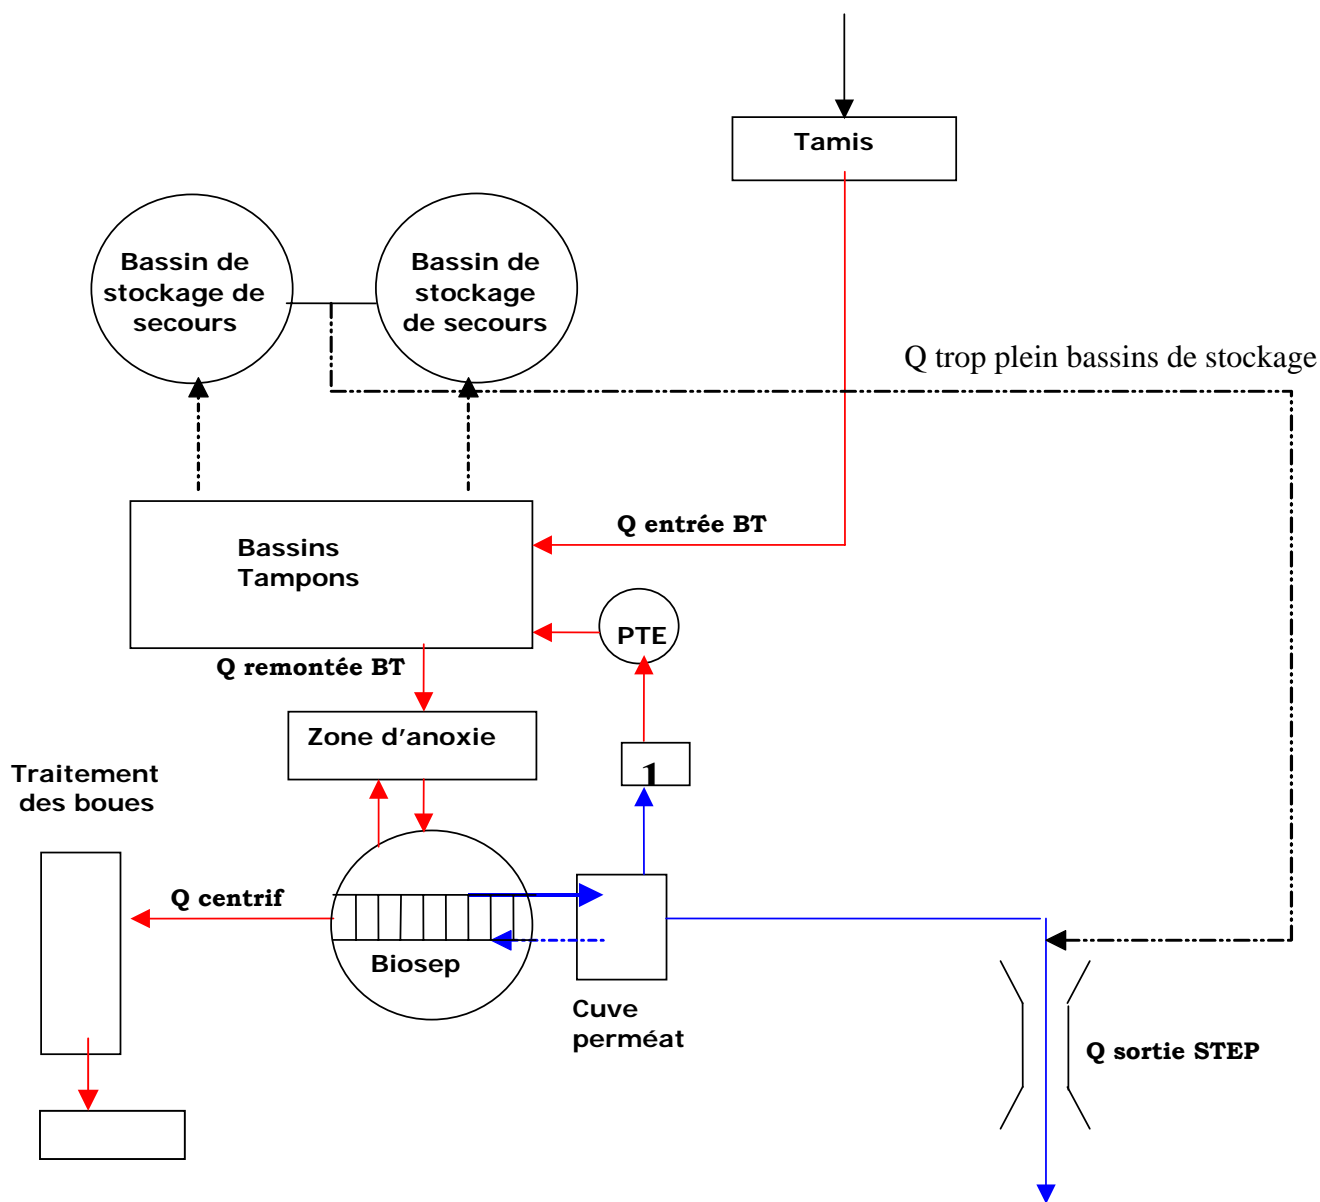 Tamis
Bassin de
stockage de
secours
Bassin de
stockage
de secours
Q trop plein bassins de stockage
Q entrée BT
Bassins
Tampons
PTE
Q remontée BT
Zone d'anoxie
1
Traitement
des boues
Q centrif
Biosep
Cuve
perméat
Q sortie STEP